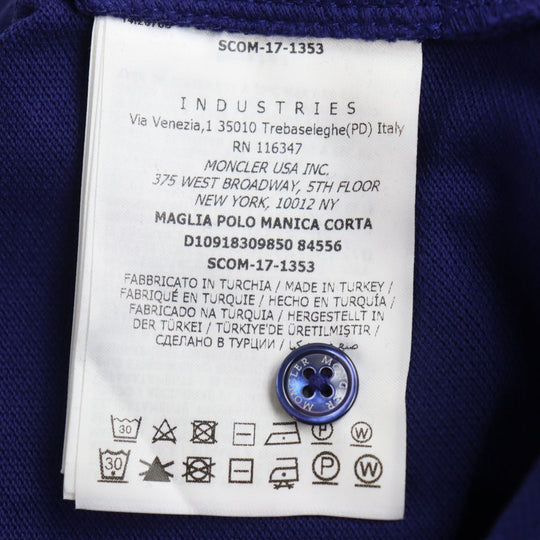 SCOM-17-1353
INDUSTRIES
Via Venezia,1 35010 Trebaseleghe(PD) Italy
RN 116347
MONCLER USA INC.
375 WEST BROADWAY, 5TH FLOOR
NEW YORK, 10012 NY
MAGLIA POLO MANICA CORTA
D10918309850 84556
SCOM-17-1353
FABBRICATO IN TURCHIA / MADE IN TURKEY /
FABRIQUÉ EN TURQUIE / HECHO EN TURQUÍA /
FABRICADO NA TURQUIA / HERGESTELLT IN
DER TÜRKEI / TÜRKİYE'DE ÜRETILMIŞTIR /
СДЕЛАНО В ТУРЦИИ /
MONCLER MONCLER
30 P W
30 P W